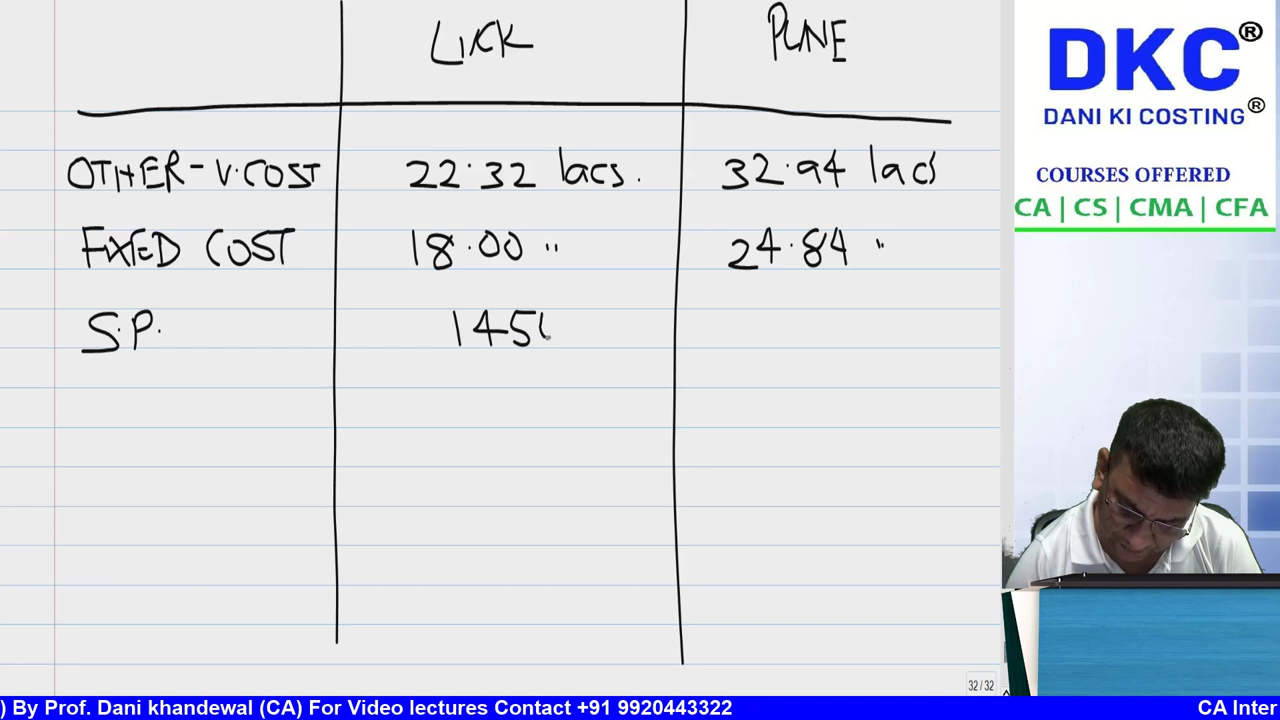 LUCK PUNE
OTHER-V.COST 22.32 lacs. 32.94 lacs
FIXED COST 18.00 " 24.84 "
S.P. 145
DKC®
DANI KI COSTING®
COURSES OFFERED
CA | CS | CMA | CFA
32 / 32
) By Prof. Dani khandewal (CA) For Video lectures Contact +91 9920443322 CA Inter